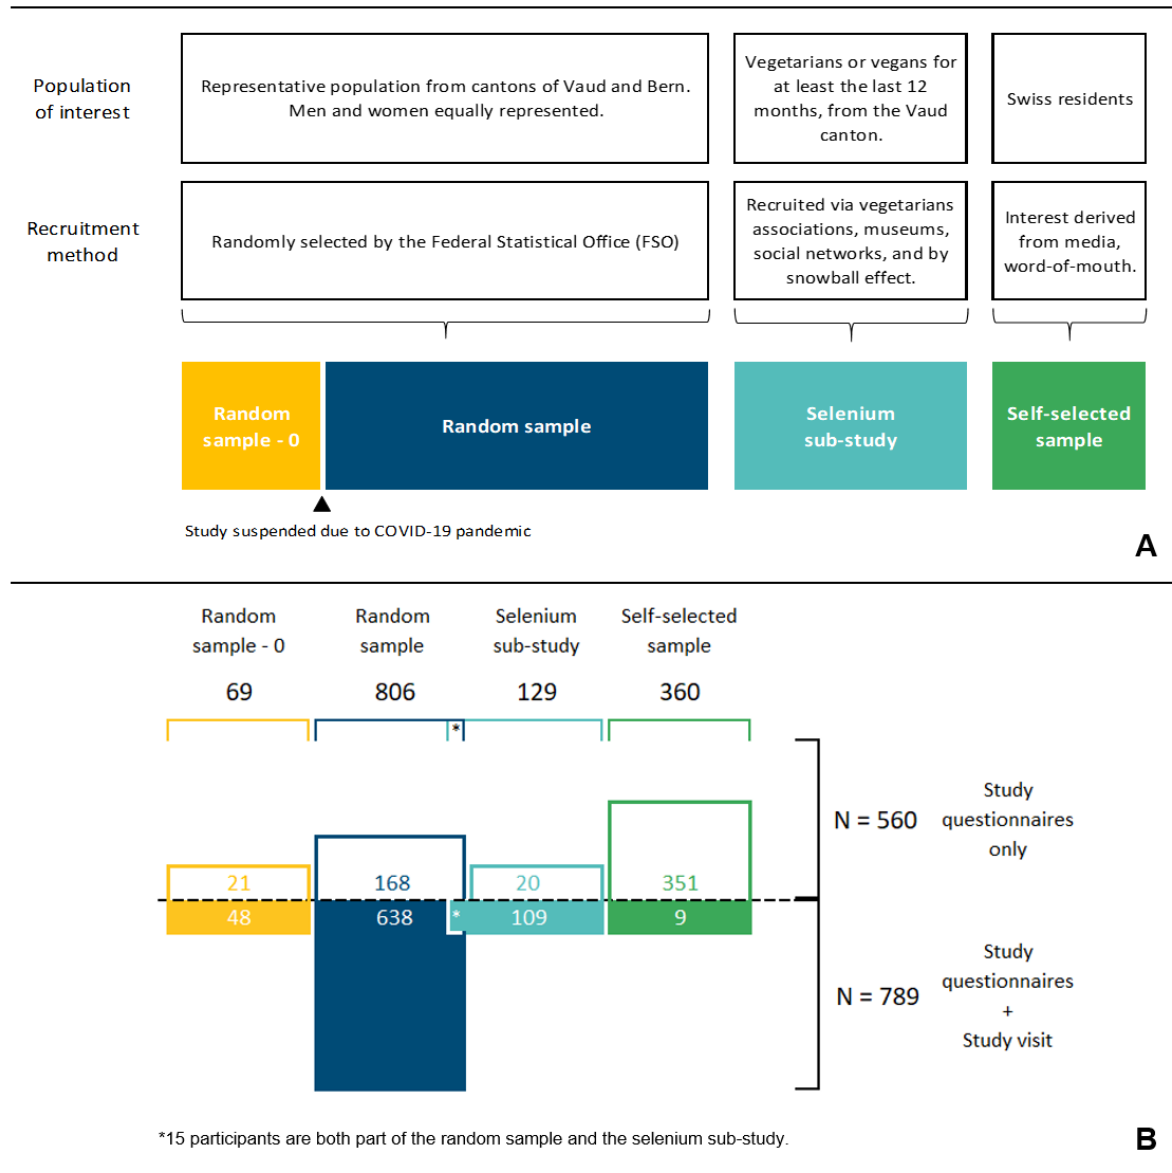 Population
of interest
Representative population from cantons of Vaud and Bern.
Men and women equally represented.
Vegetarians or vegans for
at least the last 12
months, from the Vaud
canton.
Swiss residents
Recruitment
method
Randomly selected by the Federal Statistical Office (FSO)
Recruited via vegetarians
associations, museums,
social networks, and by
snowball effect.
Interest derived
from media,
word-of-mouth.
Random
sample - 0
Random sample
Selenium
sub-study
Self-selected
sample
Study suspended due to COVID-19 pandemic
A
Random
sample - 0
Random
sample
Selenium
sub-study
Self-selected
sample
69
806
129
360
*
N = 560
Study
questionnaires
only
21
168
20
351
48
638
*
109
9
N = 789
Study
questionnaires
+
Study visit
*15 participants are both part of the random sample and the selenium sub-study.
B